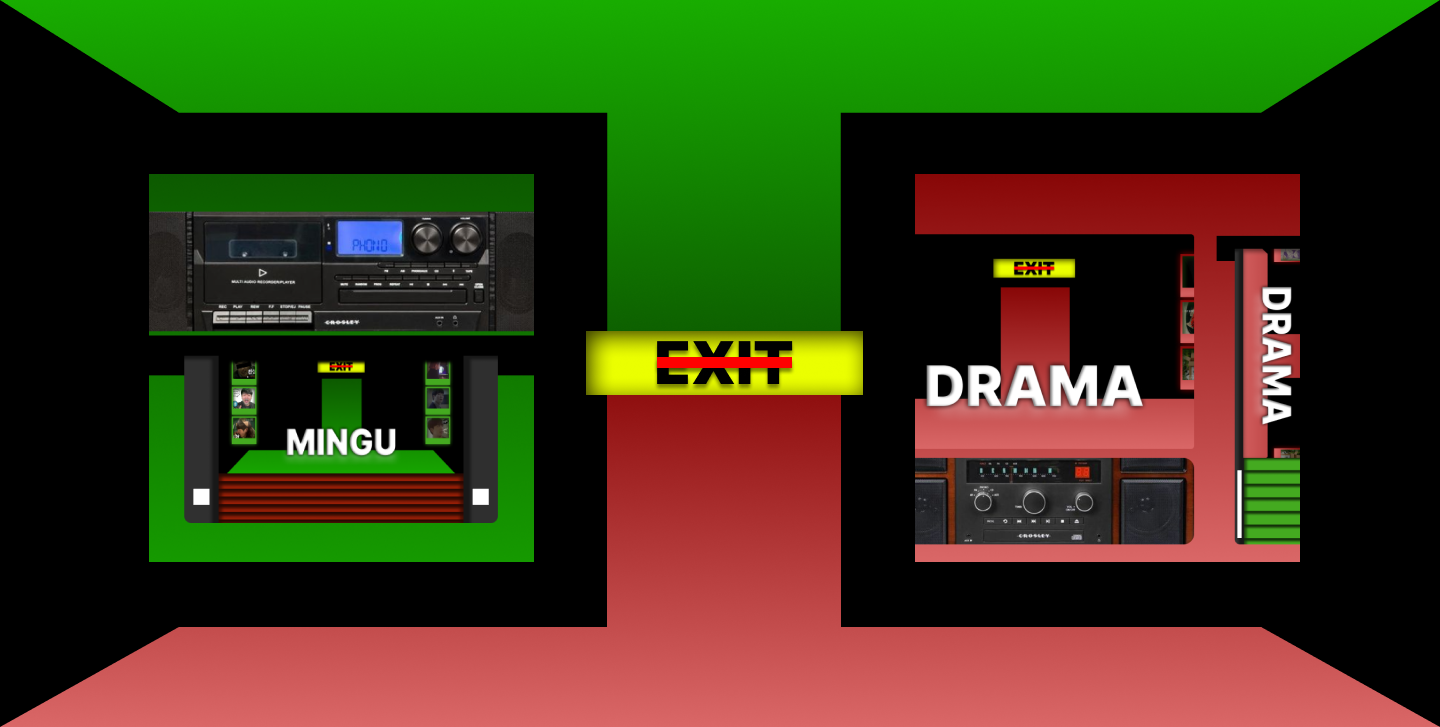 PHONO
MULTI AUDIO RECORDER/PLAYER
REC PLAY REW F.F STOP/EJ PAUSE
CROSLEY
EXIT
MINGU
EXIT
EXIT
DRAMA
DRAMA
CROSLEY